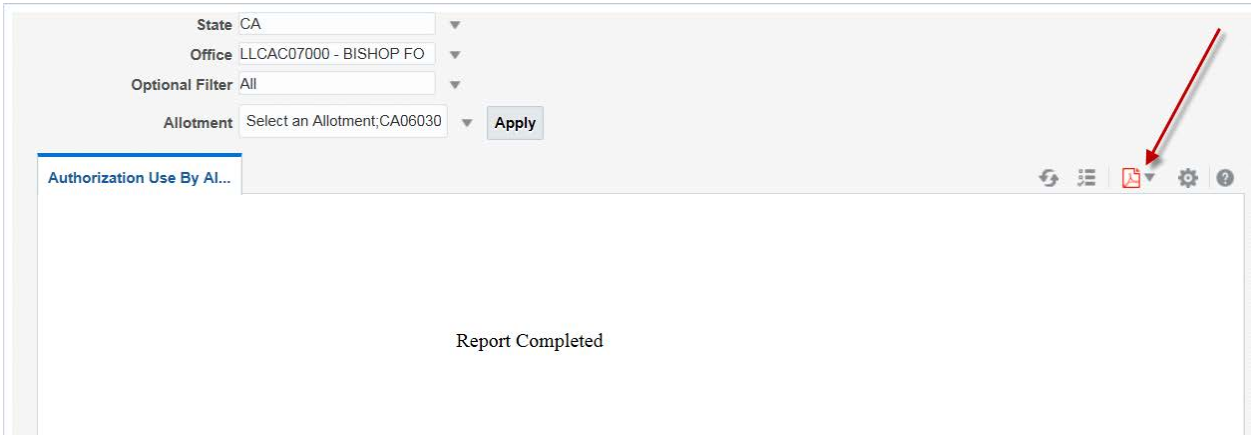 State CA
Office LLCAC07000 - BISHOP FO
Optional Filter All
Allotment Select an Allotment;CA06030 Apply
Authorization Use By Al...
Report Completed